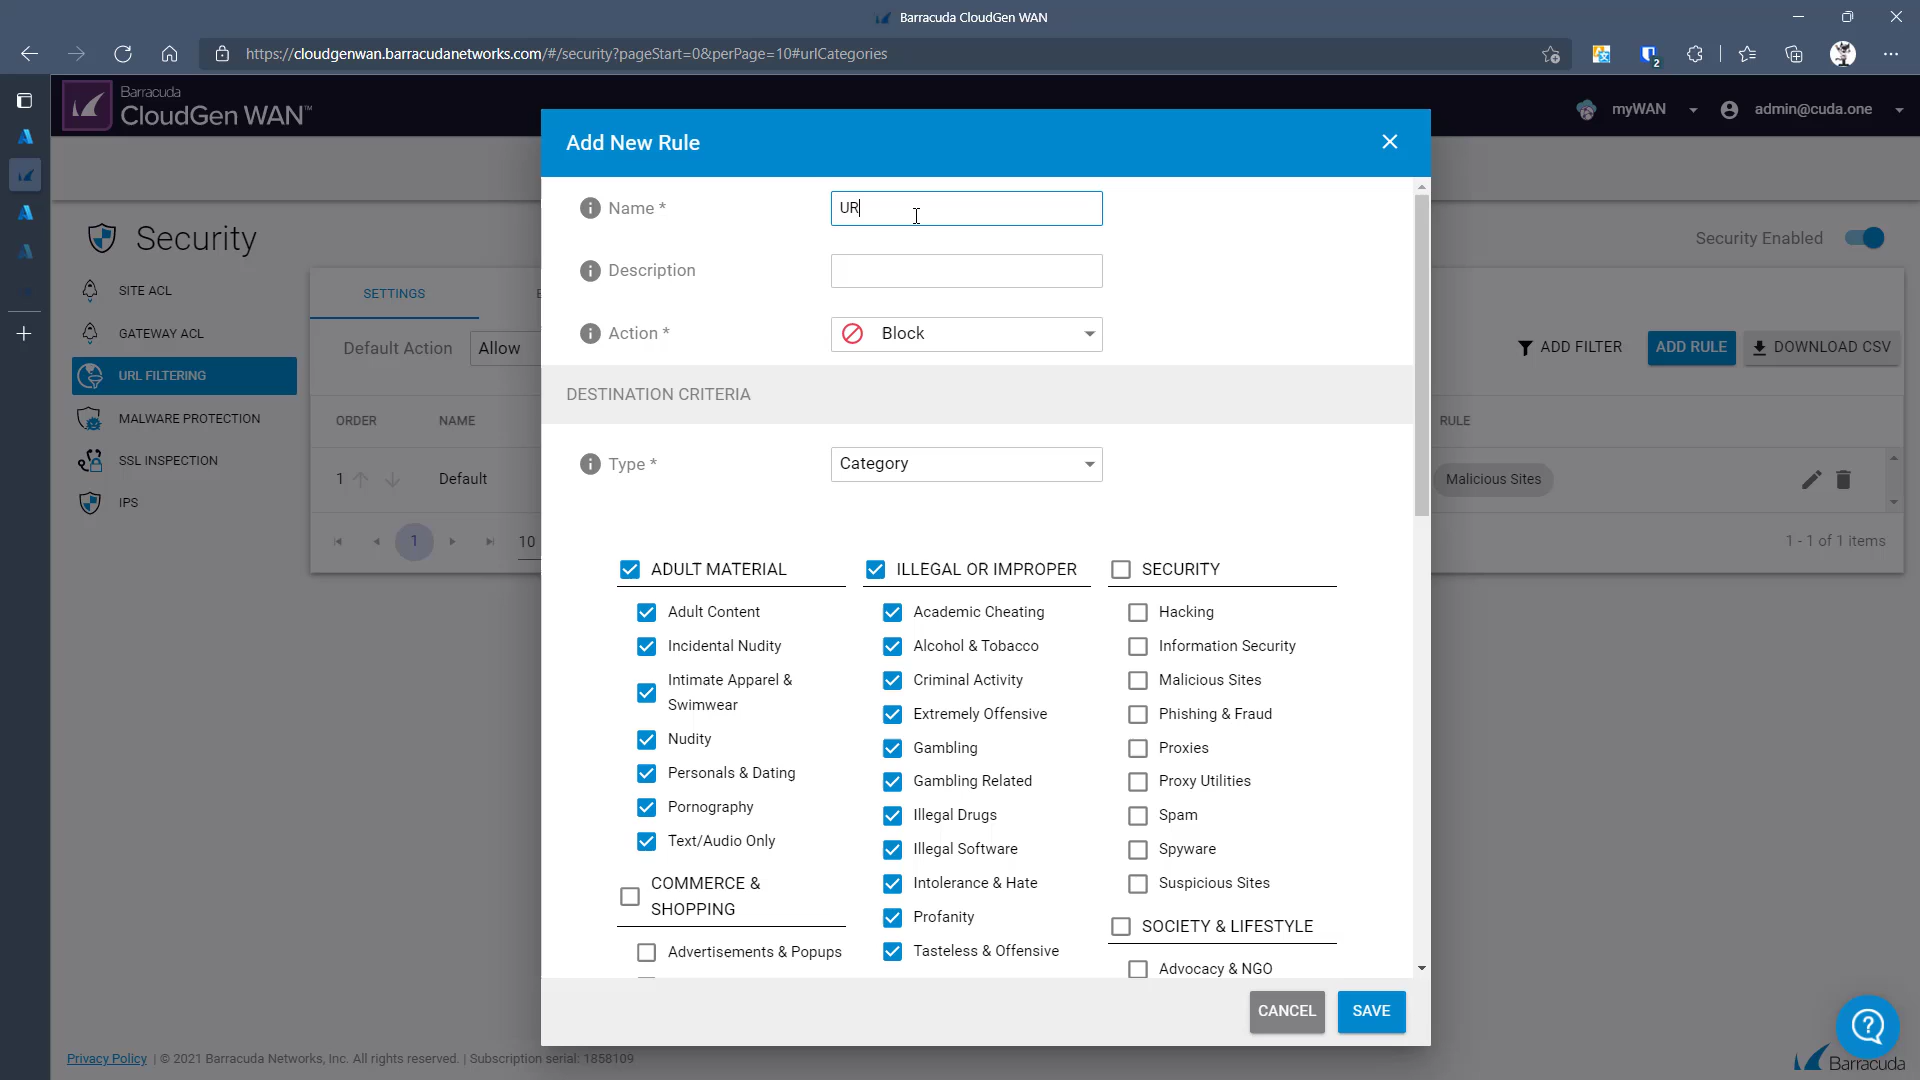 Barracuda CloudGen WAN
https://cloudgenwan.barracudanetworks.com/#/security?pageStart=0&perPage=10#urlCategories
2
Barracuda
CloudGen WAN™
myWAN
admin@cuda.one
Security
Security Enabled
SITE ACL
GATEWAY ACL
URL FILTERING
MALWARE PROTECTION
SSL INSPECTION
IPS
SETTINGS
Default Action
Allow
ADD FILTER
ADD RULE
DOWNLOAD CSV
ORDER
NAME
RULE
1
Default
Malicious Sites
1
10
1 - 1 of 1 items
Add New Rule
Name *
UR
Description
Action *
Block
DESTINATION CRITERIA
Type *
Category
ADULT MATERIAL
Adult Content
Incidental Nudity
Intimate Apparel &
Swimwear
Nudity
Personals & Dating
Pornography
Text/Audio Only
COMMERCE &
SHOPPING
Advertisements & Popups
ILLEGAL OR IMPROPER
Academic Cheating
Alcohol & Tobacco
Criminal Activity
Extremely Offensive
Gambling
Gambling Related
Illegal Drugs
Illegal Software
Intolerance & Hate
Profanity
Tasteless & Offensive
SECURITY
Hacking
Information Security
Malicious Sites
Phishing & Fraud
Proxies
Proxy Utilities
Spam
Spyware
Suspicious Sites
SOCIETY & LIFESTYLE
Advocacy & NGO
CANCEL
SAVE
Privacy Policy | © 2021 Barracuda Networks, Inc. All rights reserved. | Subscription serial: 1858109
Barracuda